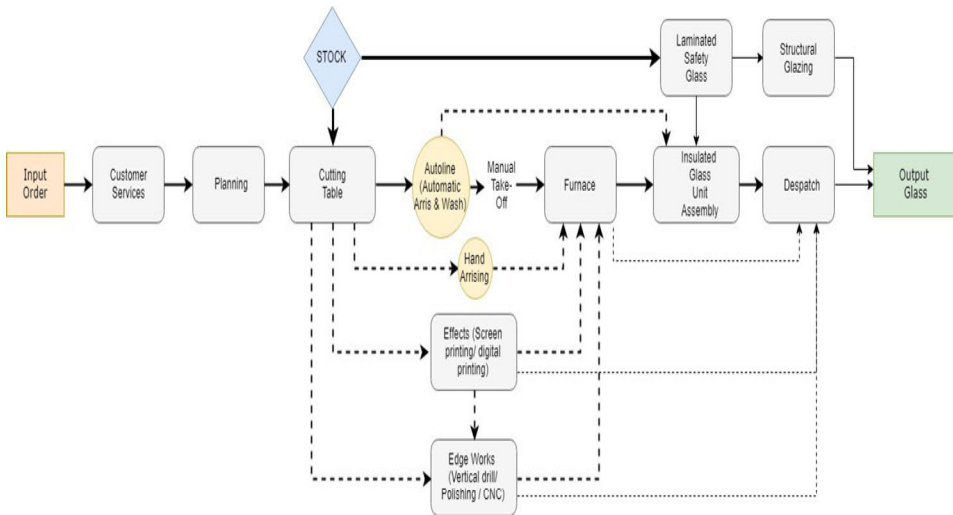 STOCK
Laminated
Safety
Glass
Structural
Glazing
Input
Order
Customer
Services
Planning
Cutting
Table
Autoline
(Automatic
Arris & Wash)
Manual
Take-
Off
Furnace
Insulated
Glass
Unit
Assembly
Despatch
Output
Glass
Hand
Arrising
Effects (Screen
printing/ digital
printing)
Edge Works
(Vertical drill/
Polishing / CNC)